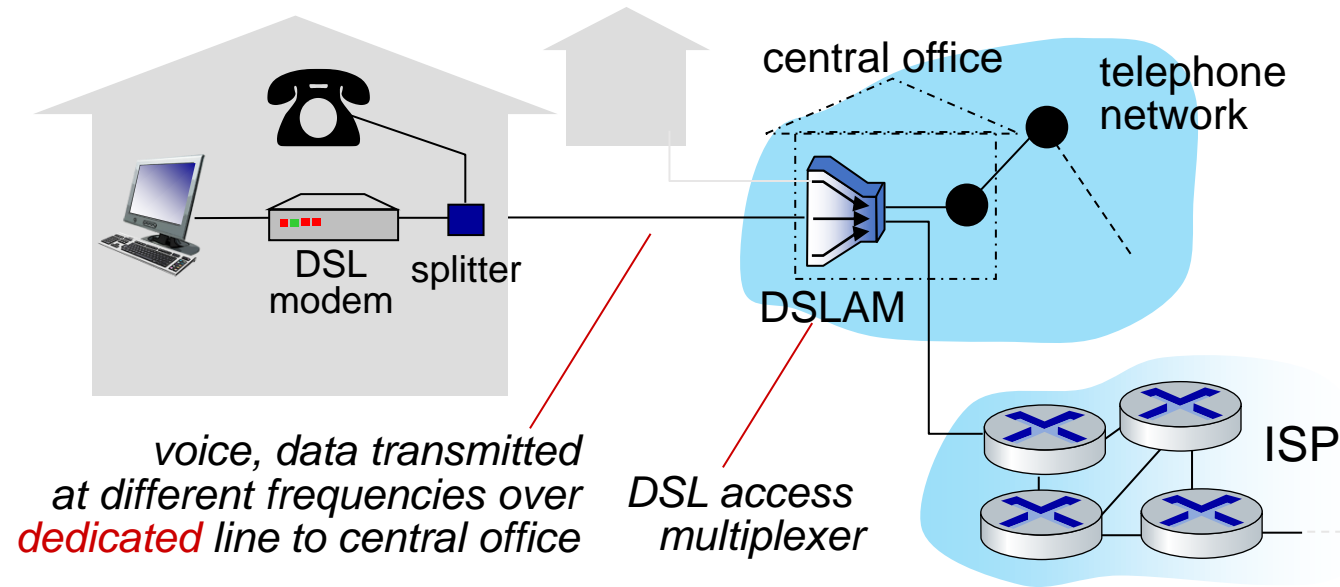 central office
telephone
network
DSL
modem
splitter
DSLAM
ISP
voice, data transmitted
at different frequencies over
dedicated line to central office
DSL access
multiplexer